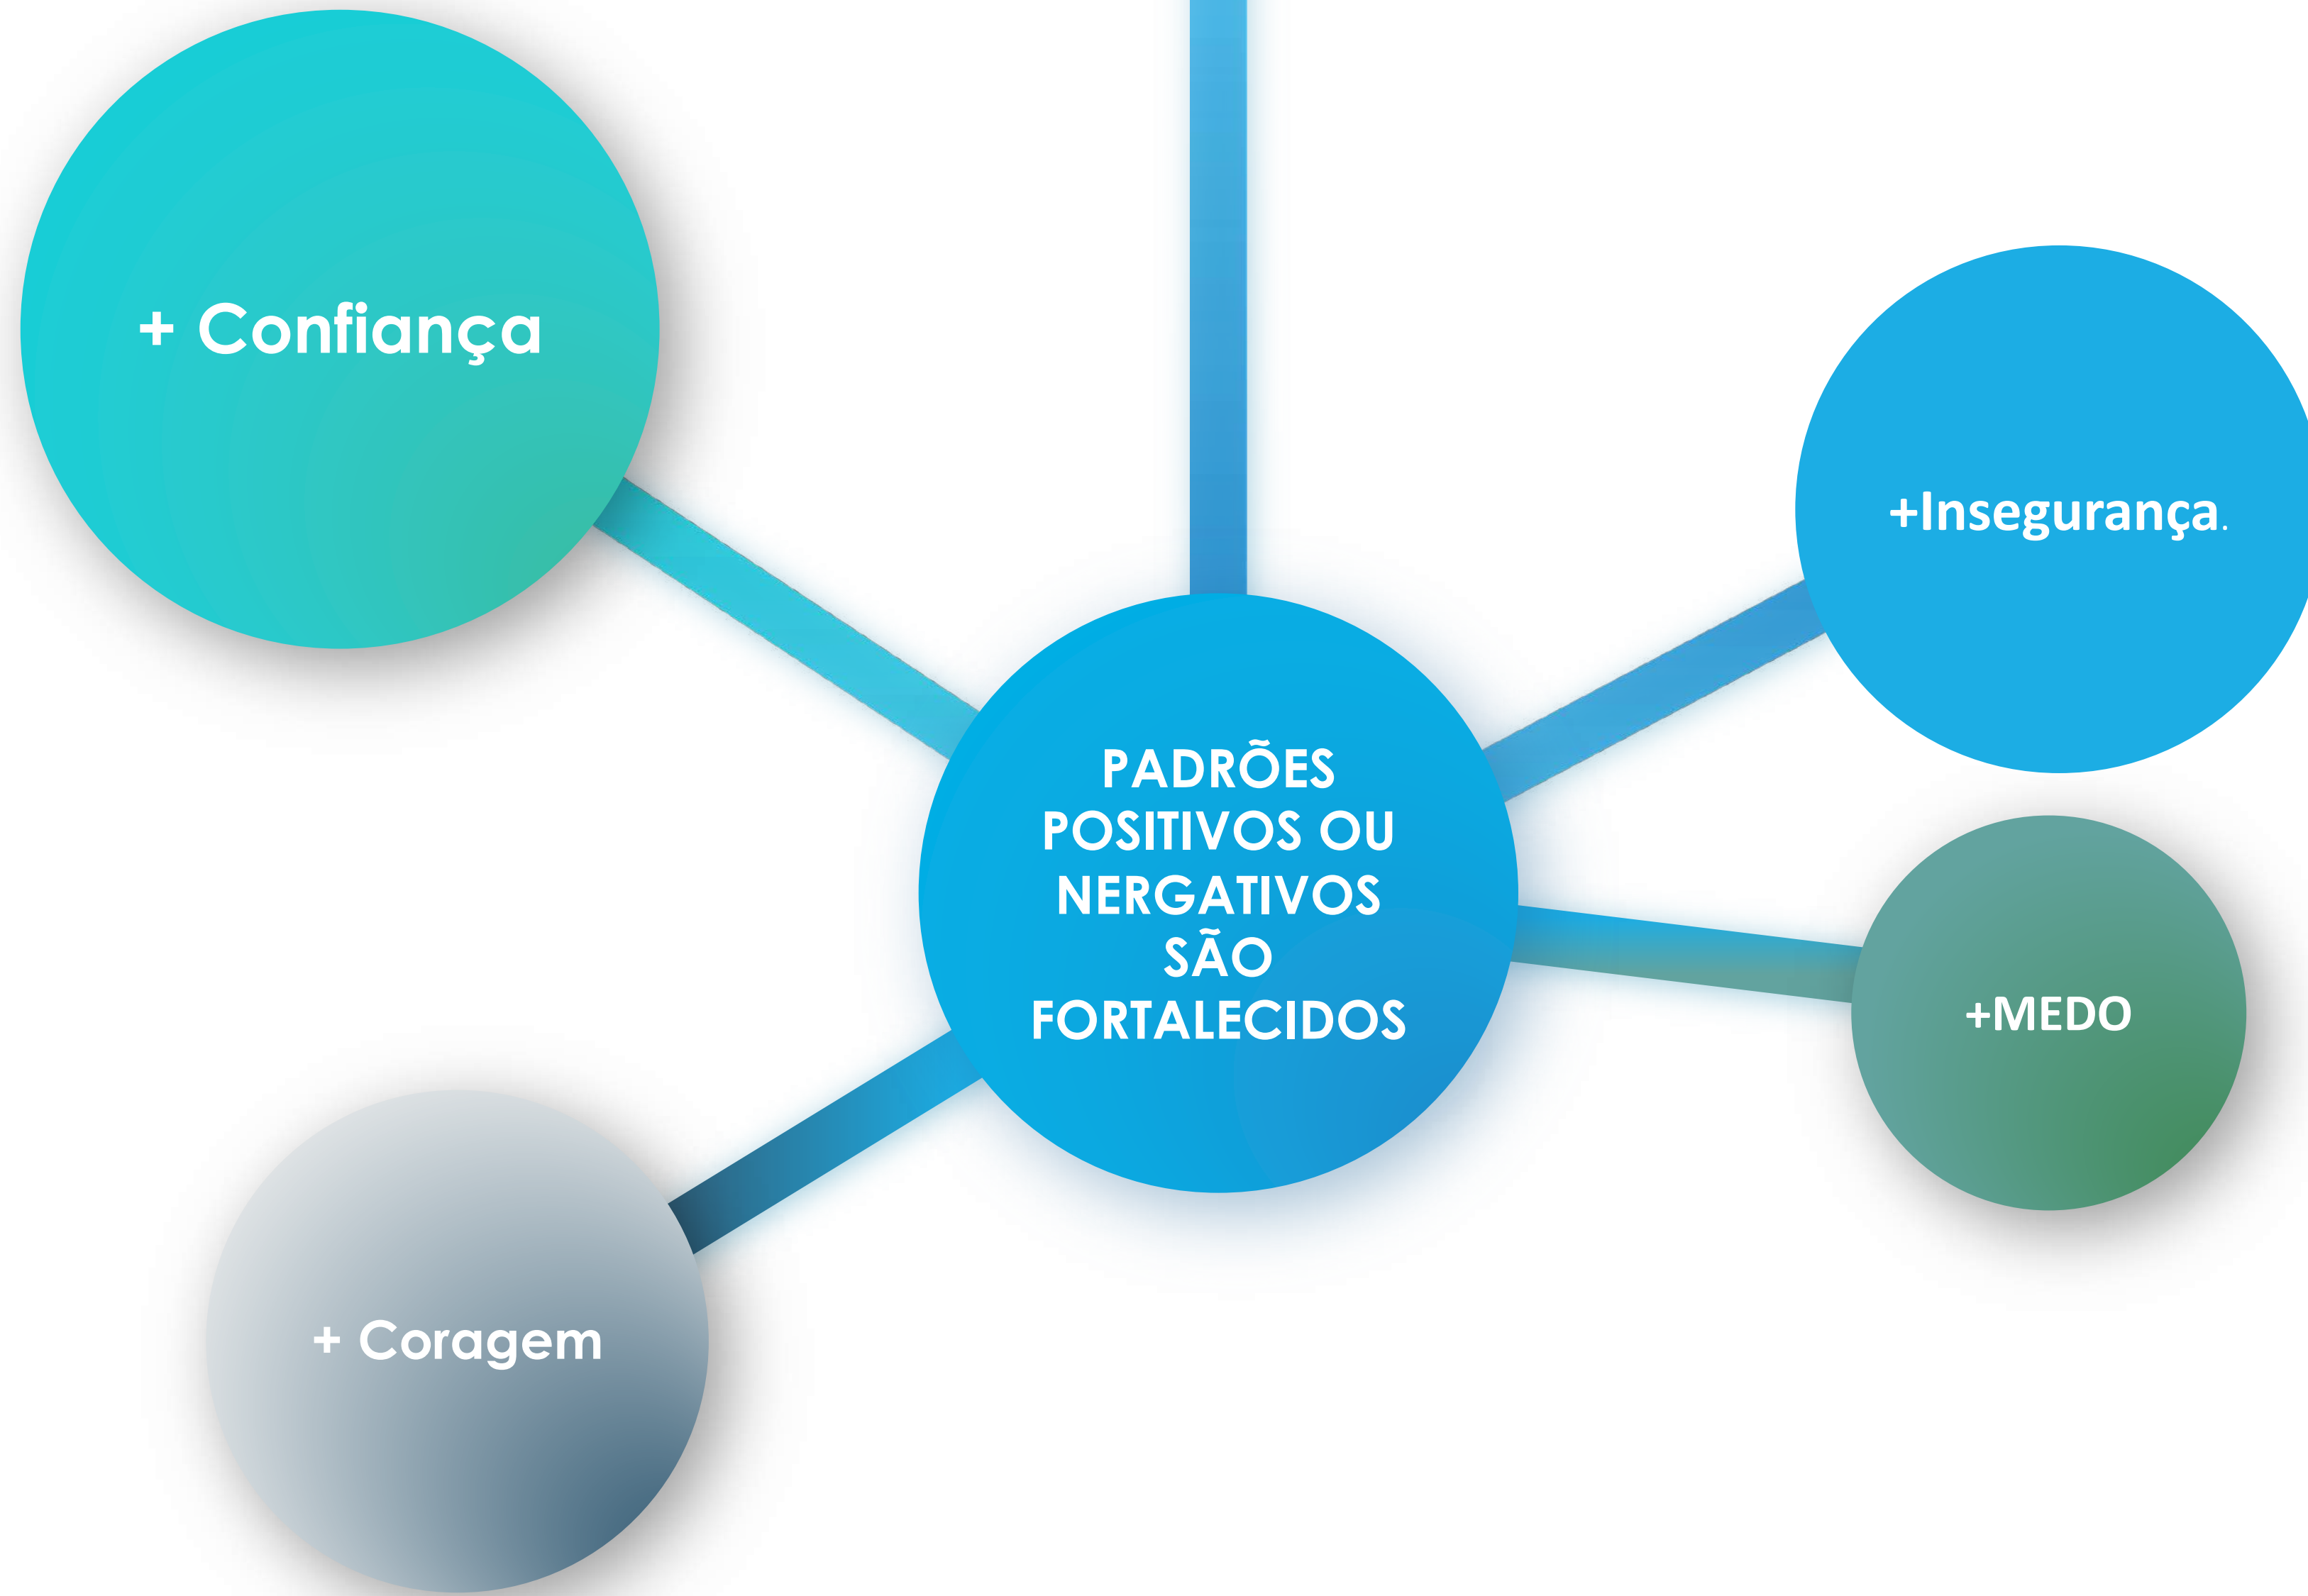 + Confiança
+Insegurança.
PADRÕES
POSITIVOS OU
NERGATIVOS
SÃO
FORTALECIDOS
+MEDO
+ Coragem